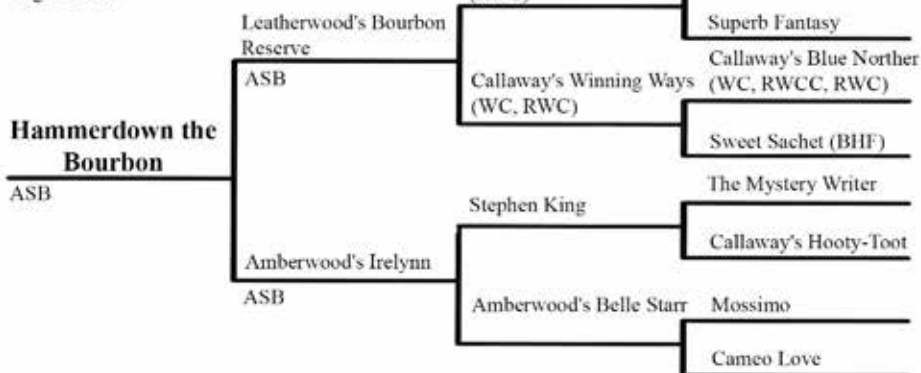 Superb Fantasy
Leatherwood's Bourbon
Reserve
ASB
Callaway's Blue Norther
(WC, RWCC, RWC)
Callaway's Winning Ways
(WC, RWC)
Sweet Sachet (BHF)
Hammerdown the
Bourbon
ASB
The Mystery Writer
Stephen King
Callaway's Hooty-Toot
Amberwood's Irelynn
ASB
Amberwood's Belle Starr
Mossimo
Cameo Love